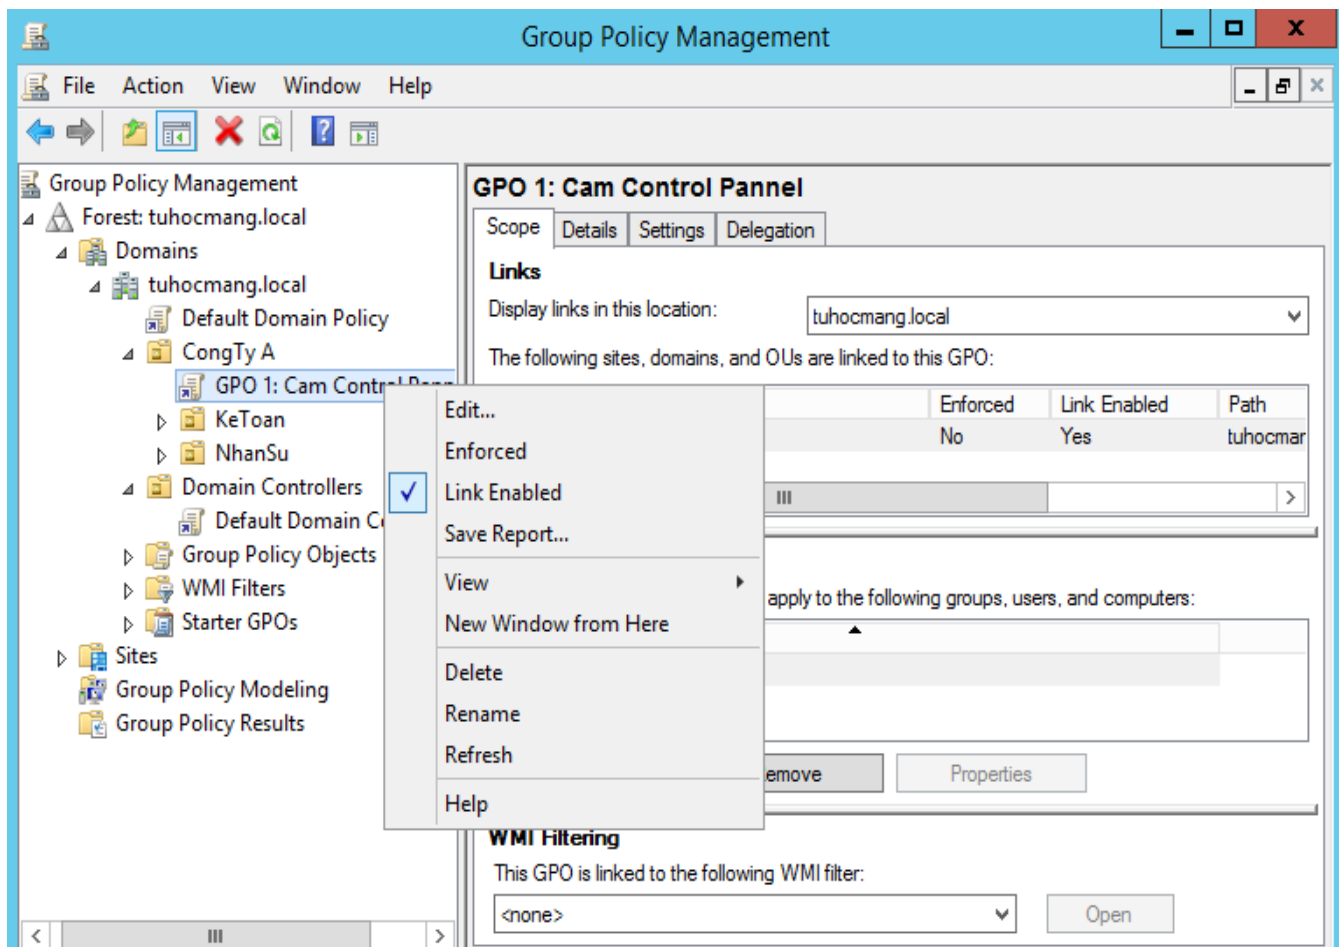 Group Policy Management
File Action View Window Help
Group Policy Management
Forest: tuhocmang.local
Domains
tuhocmang.local
Default Domain Policy
CongTy A
GPO 1: Cam Control
KeToan
NhanSu
Domain Controllers
Default Domain
Group Policy Objects
WMI Filters
Starter GPOs
Sites
Group Policy Modeling
Group Policy Results
Edit...
Enforced
Link Enabled
Save Report...
View
New Window from Here
Delete
Rename
Refresh
Help
GPO 1: Cam Control Pannel
Scope Details Settings Delegation
Links
Display links in this location: tuhocmang.local
The following sites, domains, and OUs are linked to this GPO:
Enforced Link Enabled Path
No Yes tuhocmar
apply to the following groups, users, and computers:
emove Properties
WMI Filtering
This GPO is linked to the following WMI filter:
<none> Open